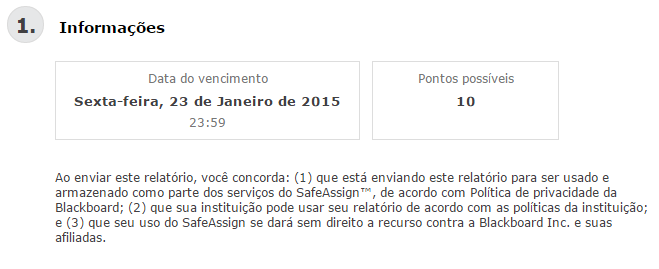 1. Informações
Data do vencimento
Sexta-feira, 23 de Janeiro de 2015
23:59
Pontos possíveis
10
Ao enviar este relatório, você concorda: (1) que está enviando este relatório para ser usado e
armazenado como parte dos serviços do SafeAssign™, de acordo com Política de privacidade da
Blackboard; (2) que sua instituição pode usar seu relatório de acordo com as políticas da instituição;
e (3) que seu uso do SafeAssign se dará sem direito a recurso contra a Blackboard Inc. e suas
afiliadas.